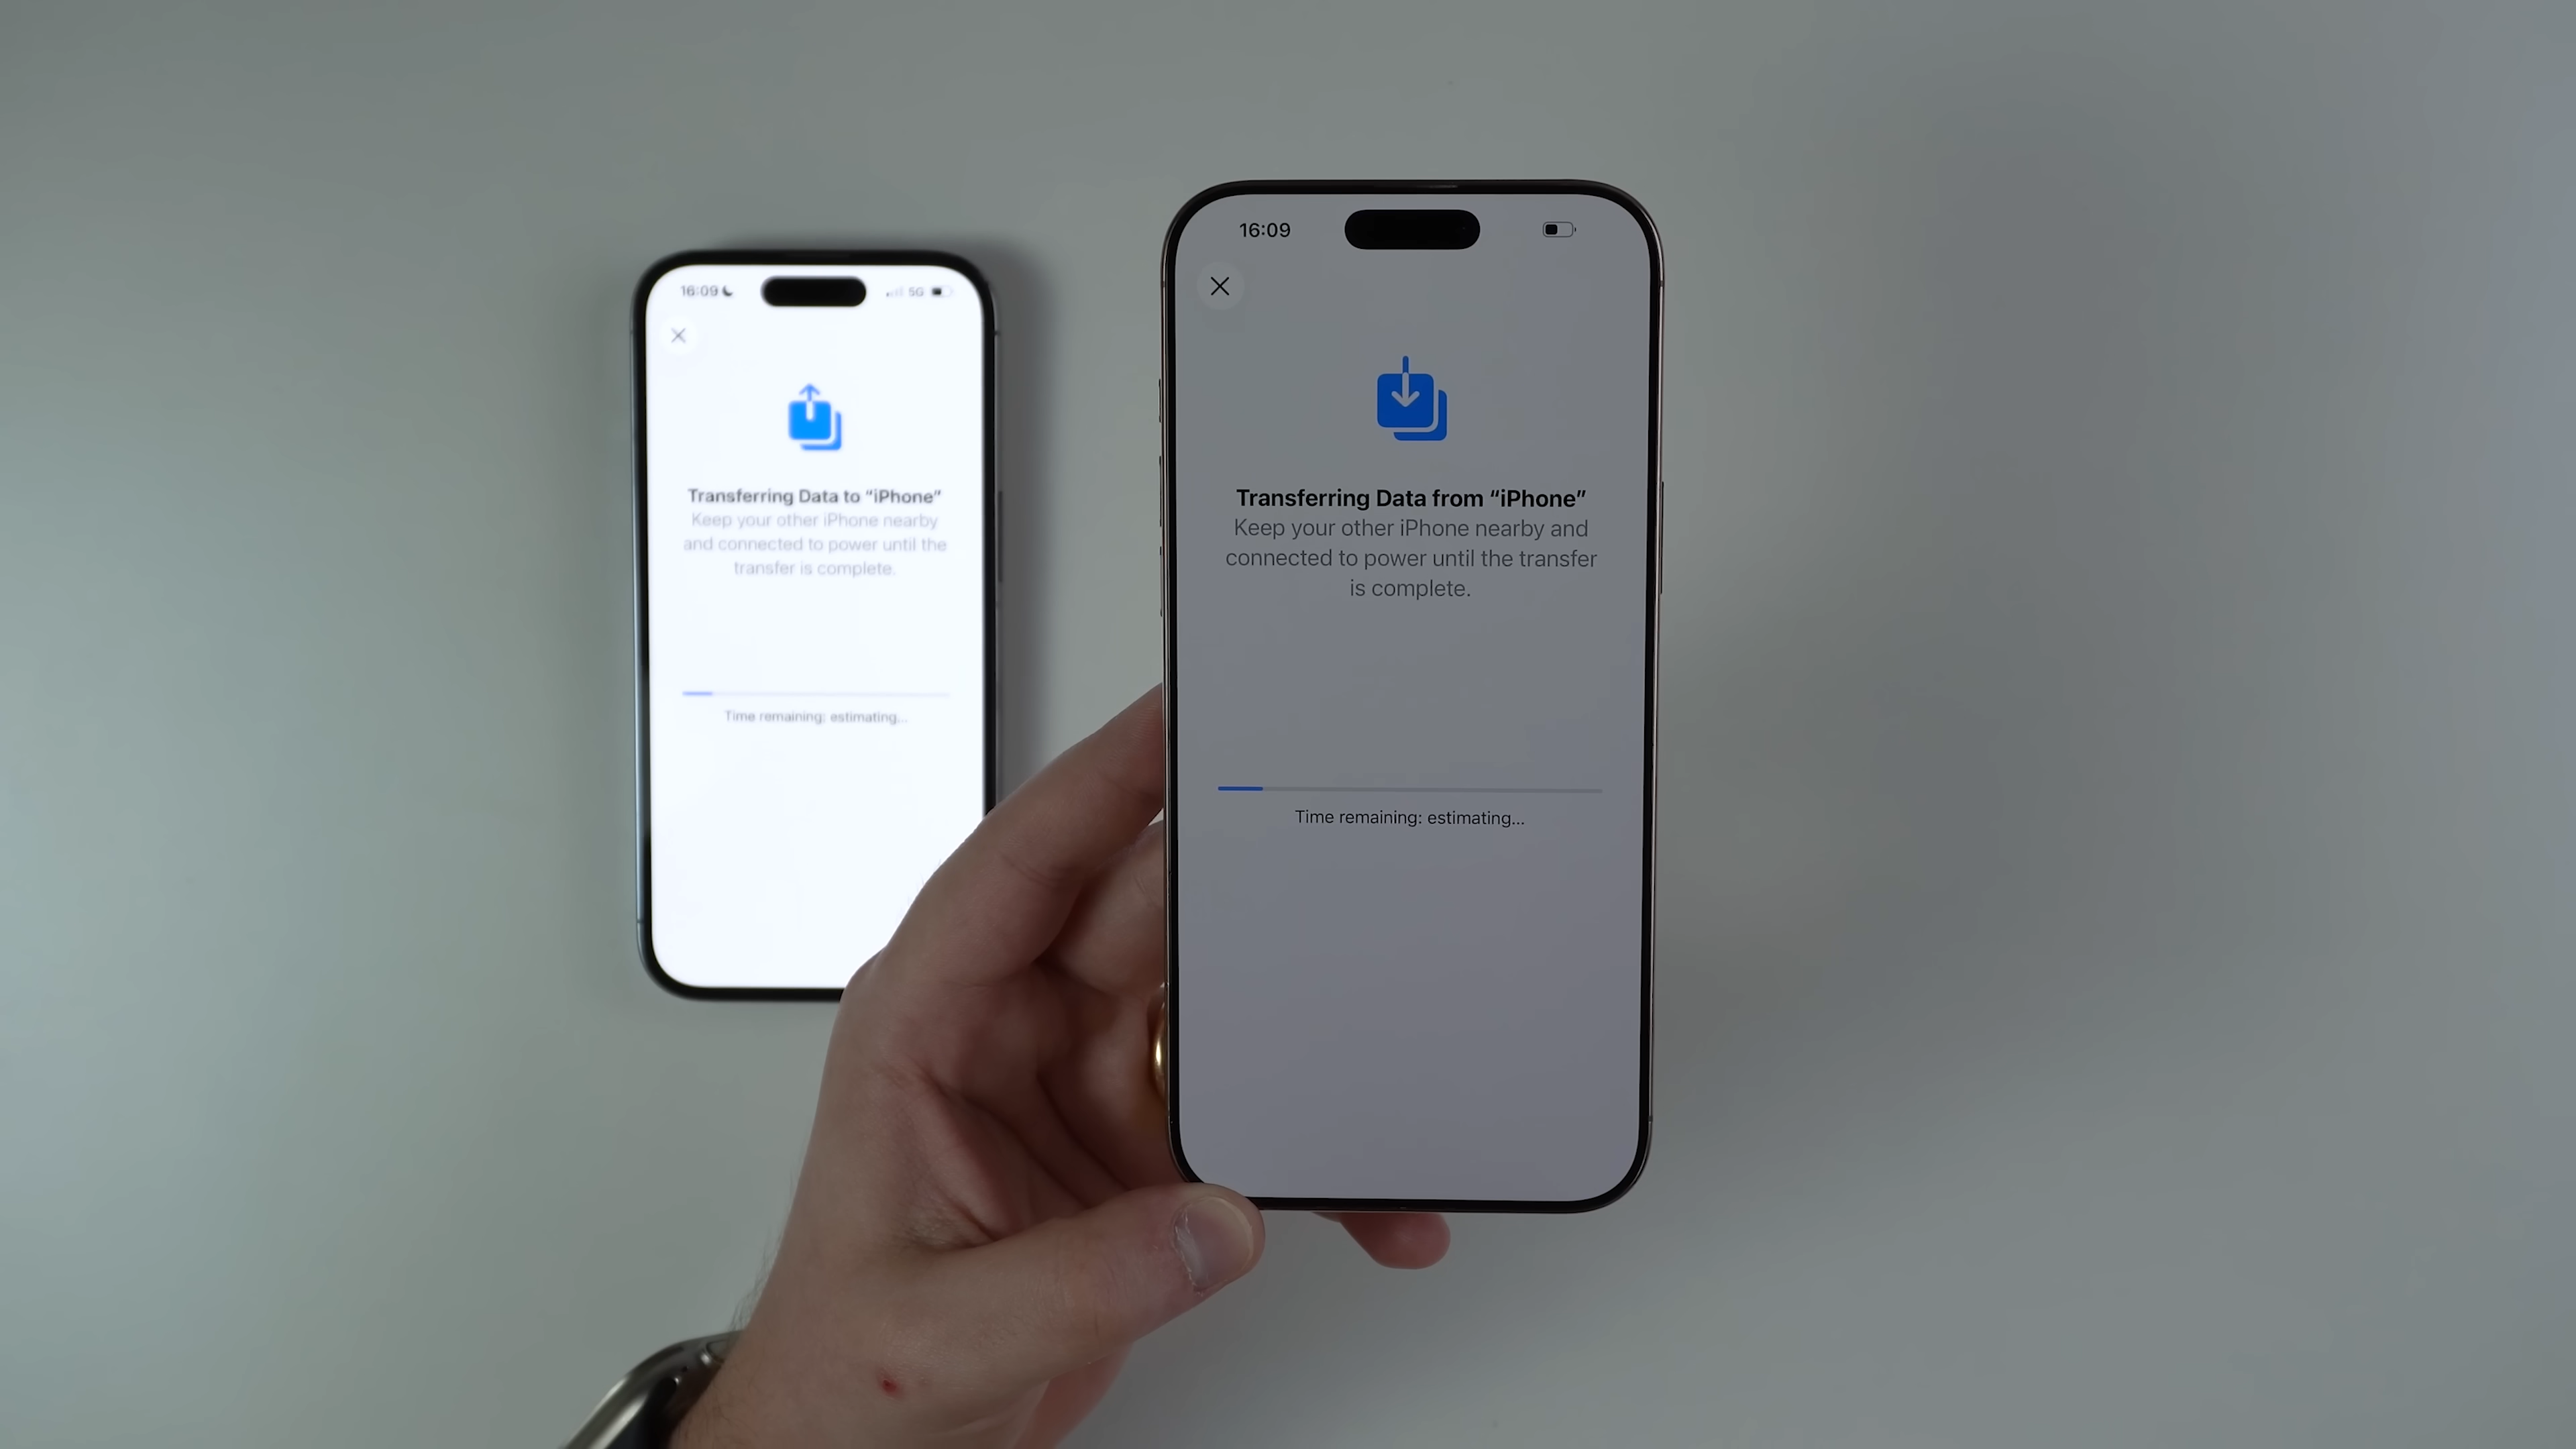 16:09
5G
Transferring Data to “iPhone”
Keep your other iPhone nearby
and connected to power until the
transfer is complete.
Time remaining: estimating...
16:09
Transferring Data from “iPhone”
Keep your other iPhone nearby and
connected to power until the transfer
is complete.
Time remaining: estimating...